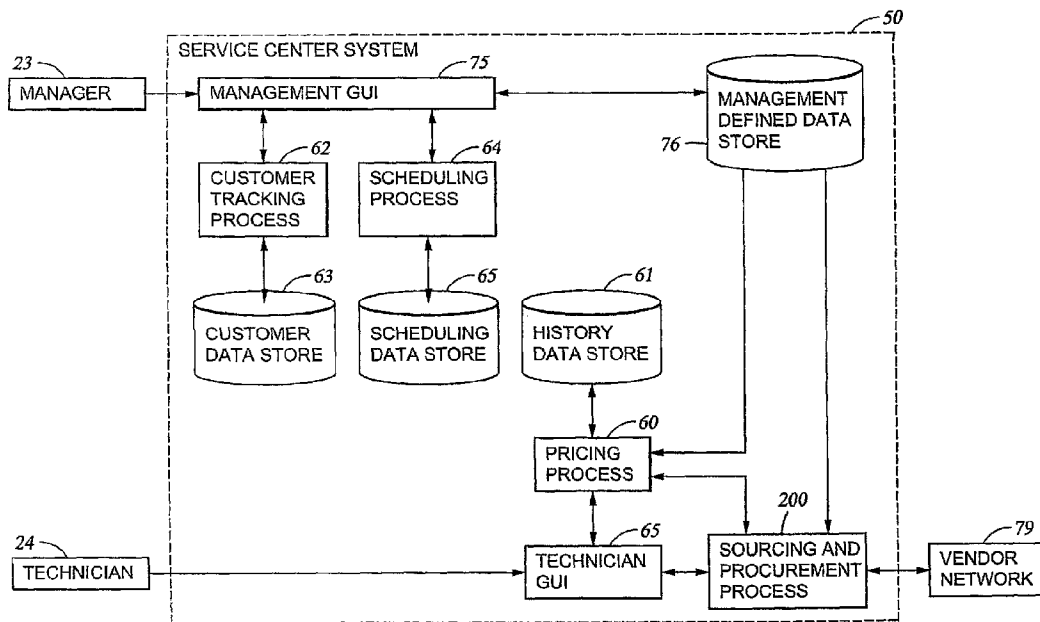 50
SERVICE CENTER SYSTEM
23
MANAGER
75
MANAGEMENT GUI
MANAGEMENT
DEFINED DATA
STORE
76
62
CUSTOMER
TRACKING
PROCESS
64
SCHEDULING
PROCESS
63
CUSTOMER
DATA STORE
65
SCHEDULING
DATA STORE
61
HISTORY
DATA STORE
60
PRICING
PROCESS
24
TECHNICIAN
65
TECHNICIAN
GUI
200
SOURCING AND
PROCUREMENT
PROCESS
79
VENDOR
NETWORK